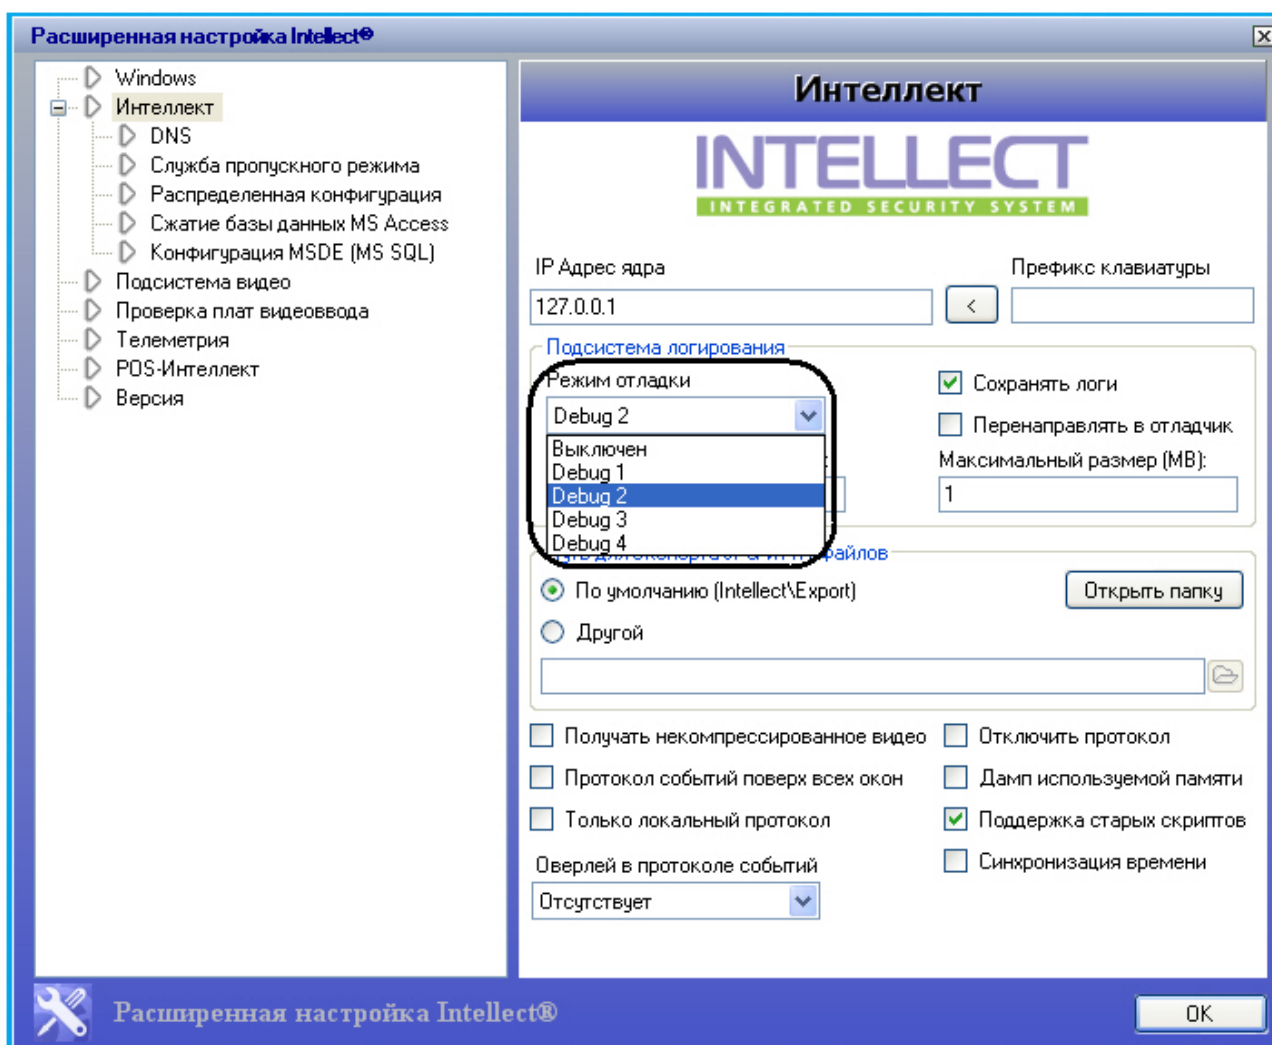 Расширенная настройка Intellect®
Windows
Интеллект
DNS
Служба пропускного режима
Распределенная конфигурация
Сжатие базы данных MS Access
Конфигурация MSDE (MS SQL)
Подсистема видео
Проверка плат видеоввода
Телеметрия
POS-Интеллект
Версия
Интеллект
INTELLECT
INTEGRATED SECURITY SYSTEM
IP Адрес ядра
Префикс клавиатуры
127.0.0.1
<
Подсистема логирования
Режим отладки
Сохранять логи
Debug 2
Перенаправлять в отладчик
Выключен
Debug 1
Debug 2
Debug 3
Debug 4
Максимальный размер (MB):
1
файлов
По умолчанию (Intellect\Export)
Открыть папку
Другой
Получать некомпрессированное видео
Отключить протокол
Протокол событий поверх всех окон
Дамп используемой памяти
Только локальный протокол
Поддержка старых скриптов
Оверлей в протоколе событий
Синхронизация времени
Отсутствует
Расширенная настройка Intellect®
OK